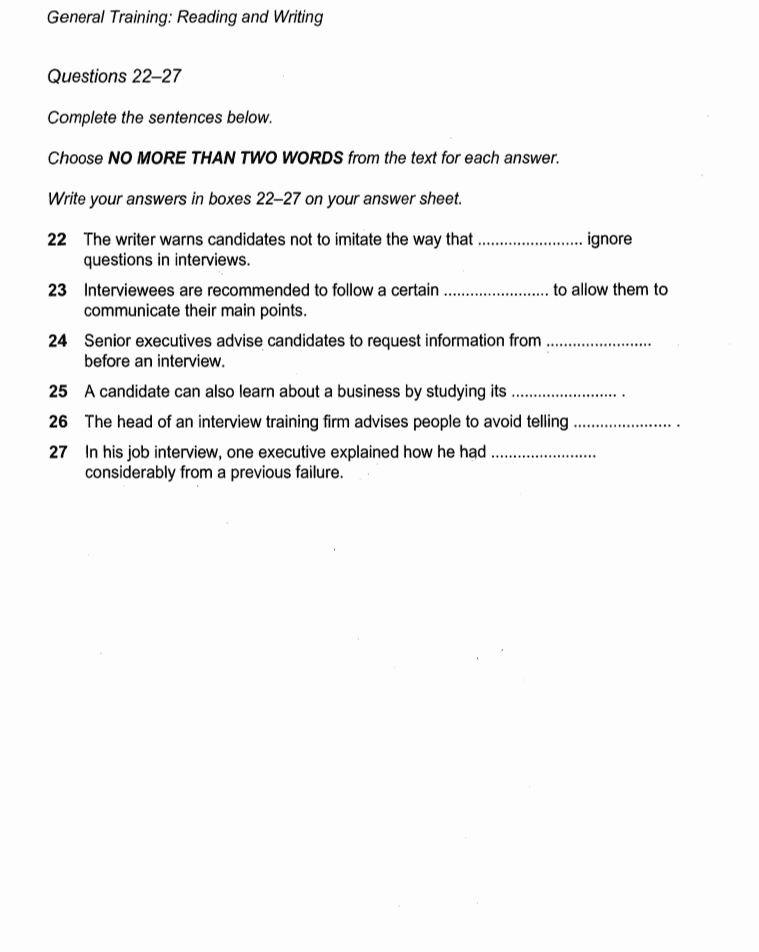 General Training: Reading and Writing
Questions 22–27
Complete the sentences below.
Choose NO MORE THAN TWO WORDS from the text for each answer.
Write your answers in boxes 22–27 on your answer sheet.
22 The writer warns candidates not to imitate the way that ........................ ignore
questions in interviews.
23 Interviewees are recommended to follow a certain ........................ to allow them to
communicate their main points.
24 Senior executives advise candidates to request information from ........................
before an interview.
25 A candidate can also learn about a business by studying its ........................ .
26 The head of an interview training firm advises people to avoid telling ...................... .
27 In his job interview, one executive explained how he had ........................
considerably from a previous failure.